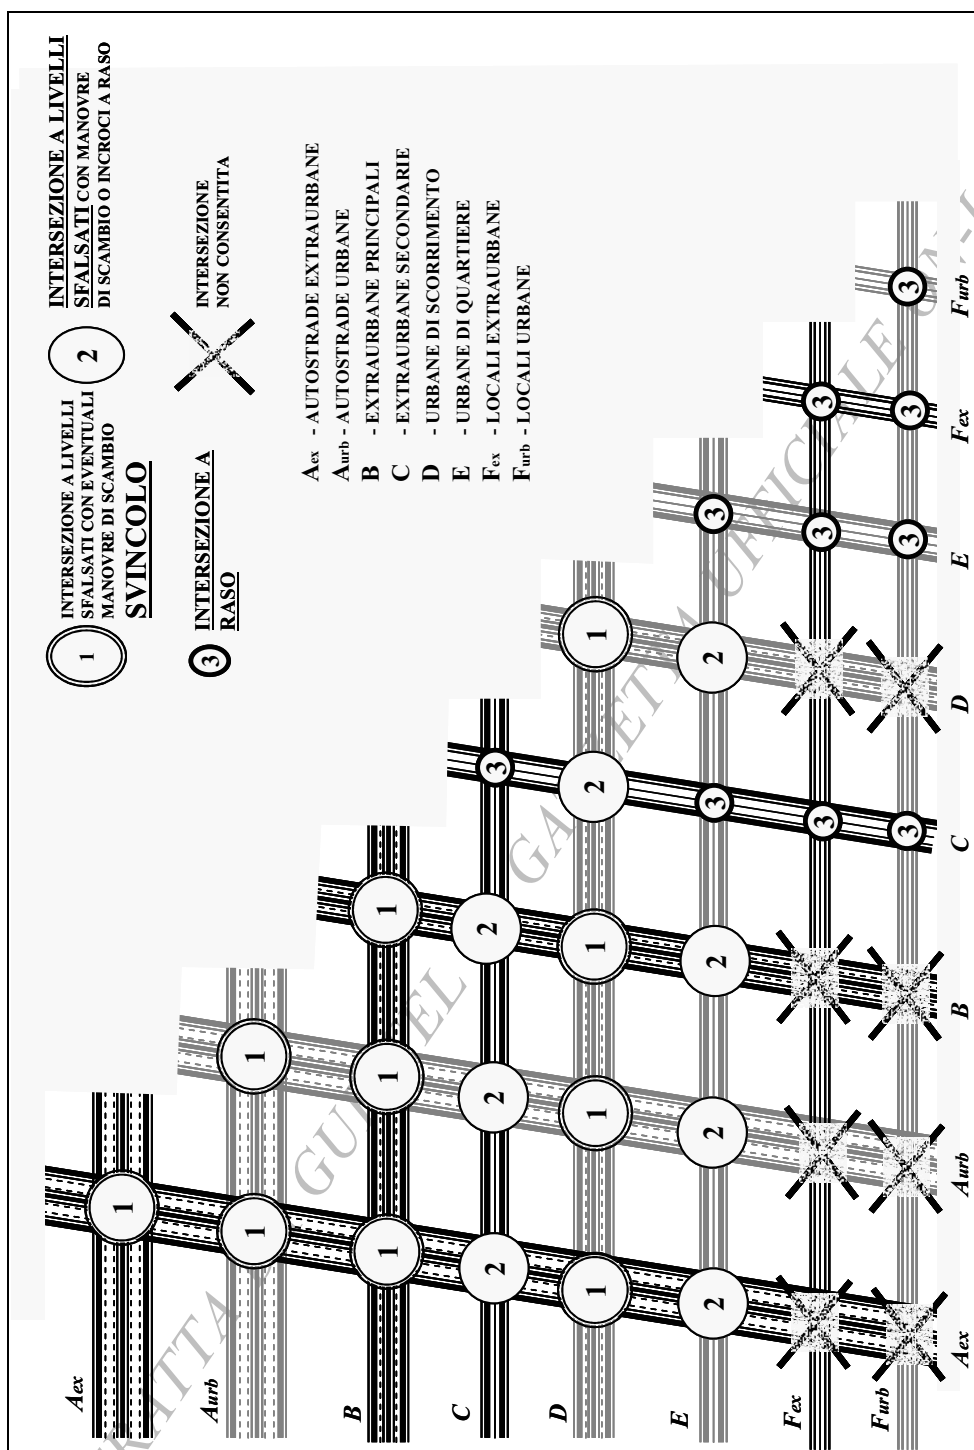 INTERSEZIONE A LIVELLI
SFALSATI CON EVENTUALI
MANOVRE DI SCAMBIO
SVINCOLO
1
INTERSEZIONE A LIVELLI
SFALSATI CON MANOVRE
DI SCAMBIO O INCROCI A RASO
2
INTERSEZIONE A
RASO
3
INTERSEZIONE
NON CONSENTITA
Aex - AUTOSTRADE EXTRAURBANE
Aurb - AUTOSTRADE URBANE
B - EXTRAURBANE PRINCIPALI
C - EXTRAURBANE SECONDARIE
D - URBANE DI SCORRIMENTO
E - URBANE DI QUARTIERE
Fex - LOCALI EXTRAURBANE
Furb - LOCALI URBANE
Aex 1
Aurb 1 1
B 1 1 1
C 2 2 2 3
D 1 1 1 2 1
E 2 2 2 3 2 3
Fex 3 3 3
Furb 3 3 3 3
Aex Aurb B C D E Fex Furb
GAZZETTA UFFICIALE